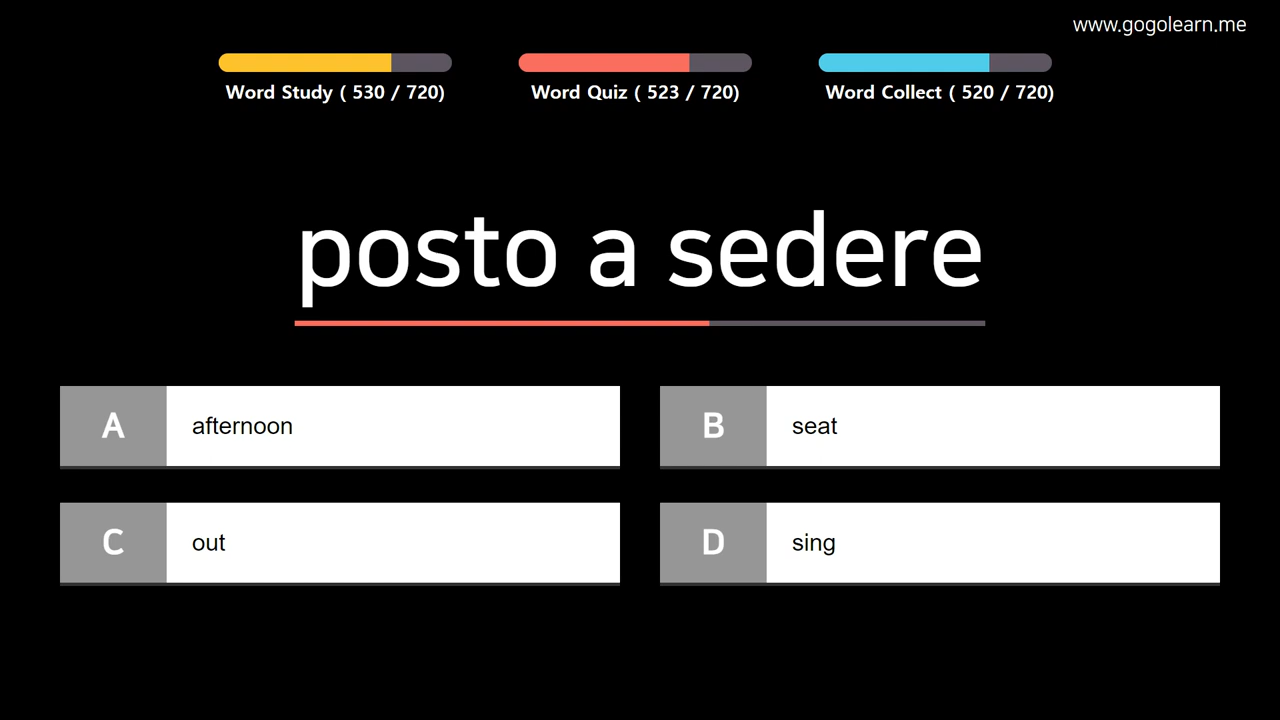 www.gogolearn.me
Word Study ( 530 / 720)
Word Quiz ( 523 / 720)
Word Collect ( 520 / 720)
posto a sedere
A afternoon
B seat
C out
D sing